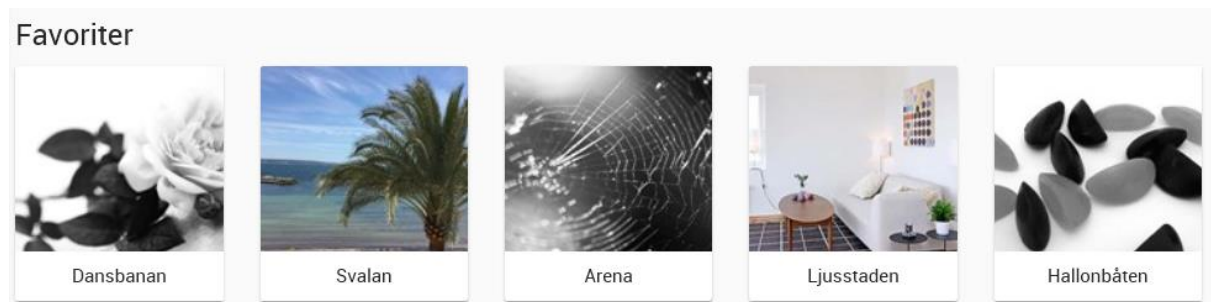 Favoriter
Dansbanan
Svalan
Arena
Ljusstaden
Hallonbåten